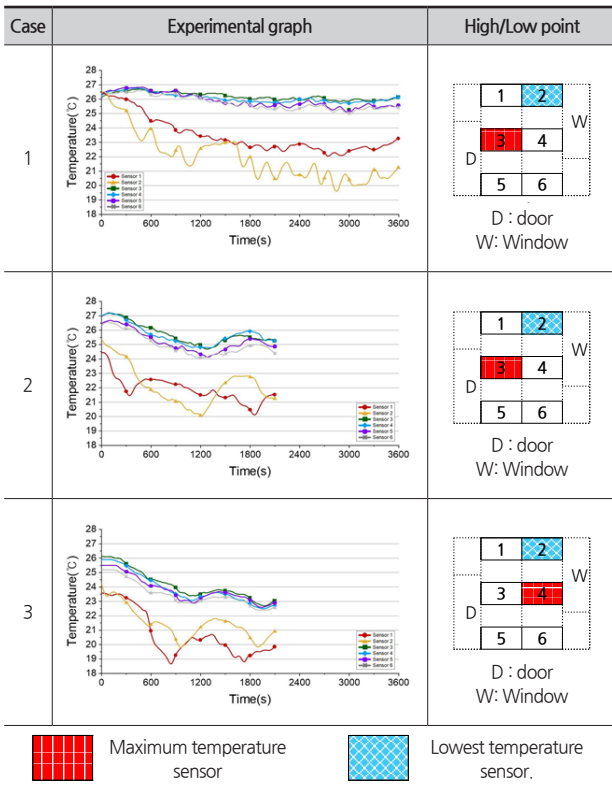 Case Experimental graph High/Low point
1
Temperature(℃)
28
27
26
25
24
23
22
21
20
19
18
Sensor 1
Sensor 2
Sensor 3
Sensor 4
Sensor 5
Sensor 6
0 600 1200 1800 2400 3000 3600
Time(s)
1 2
W
3 4
D
5 6
D : door
W: Window
2
Temperature(℃)
28
27
26
25
24
23
22
21
20
19
18
Sensor 1
Sensor 2
Sensor 3
Sensor 4
Sensor 5
Sensor 6
0 600 1200 1800 2400 3000 3600
Time(s)
1 2
W
3 4
D
5 6
D : door
W: Window
3
Temperature(℃)
28
27
26
25
24
23
22
21
20
19
18
Sensor 1
Sensor 2
Sensor 3
Sensor 4
Sensor 5
Sensor 6
0 600 1200 1800 2400 3000 3600
Time(s)
1 2
W
3 4
D
5 6
D : door
W: Window
Maximum temperature
sensor
Lowest temperature
sensor.